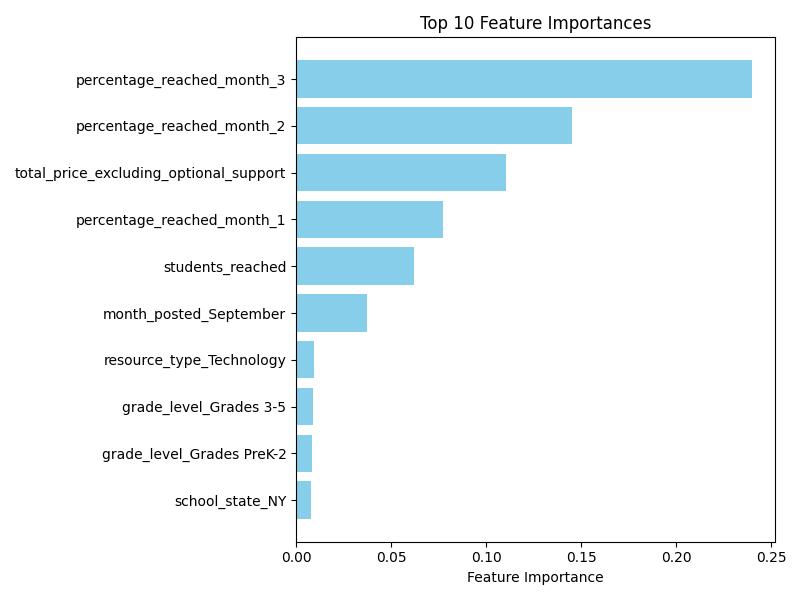 Top 10 Feature Importances
percentage_reached_month_3
percentage_reached_month_2
total_price_excluding_optional_support
percentage_reached_month_1
students_reached
month_posted_September
resource_type_Technology
grade_level_Grades 3-5
grade_level_Grades PreK-2
school_state_NY
0.00 0.05 0.10 0.15 0.20 0.25
Feature Importance